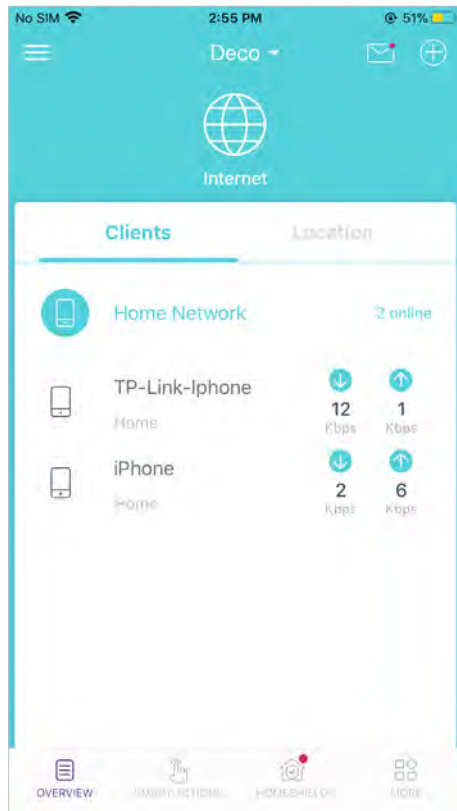 No SIM 2:55 PM 51%
Deco
Internet
Clients Location
Home Network 2 online
TP-Link-Iphone
12 1
Home Kbps Kbps
iPhone
2 6
Home Kbps Kbps
OVERVIEW SMART ACTIONS HOMESHIELD MORE